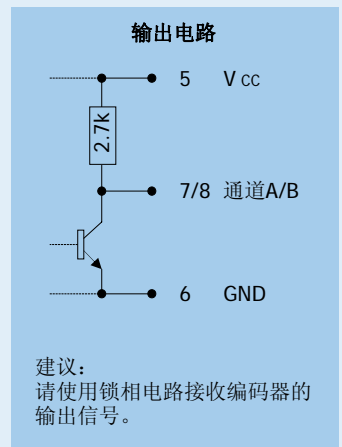 输出电路
5 Vcc
2.7k
7/8 通道A/B
6 GND
建议：
请使用锁相电路接收编码器的
输出信号。